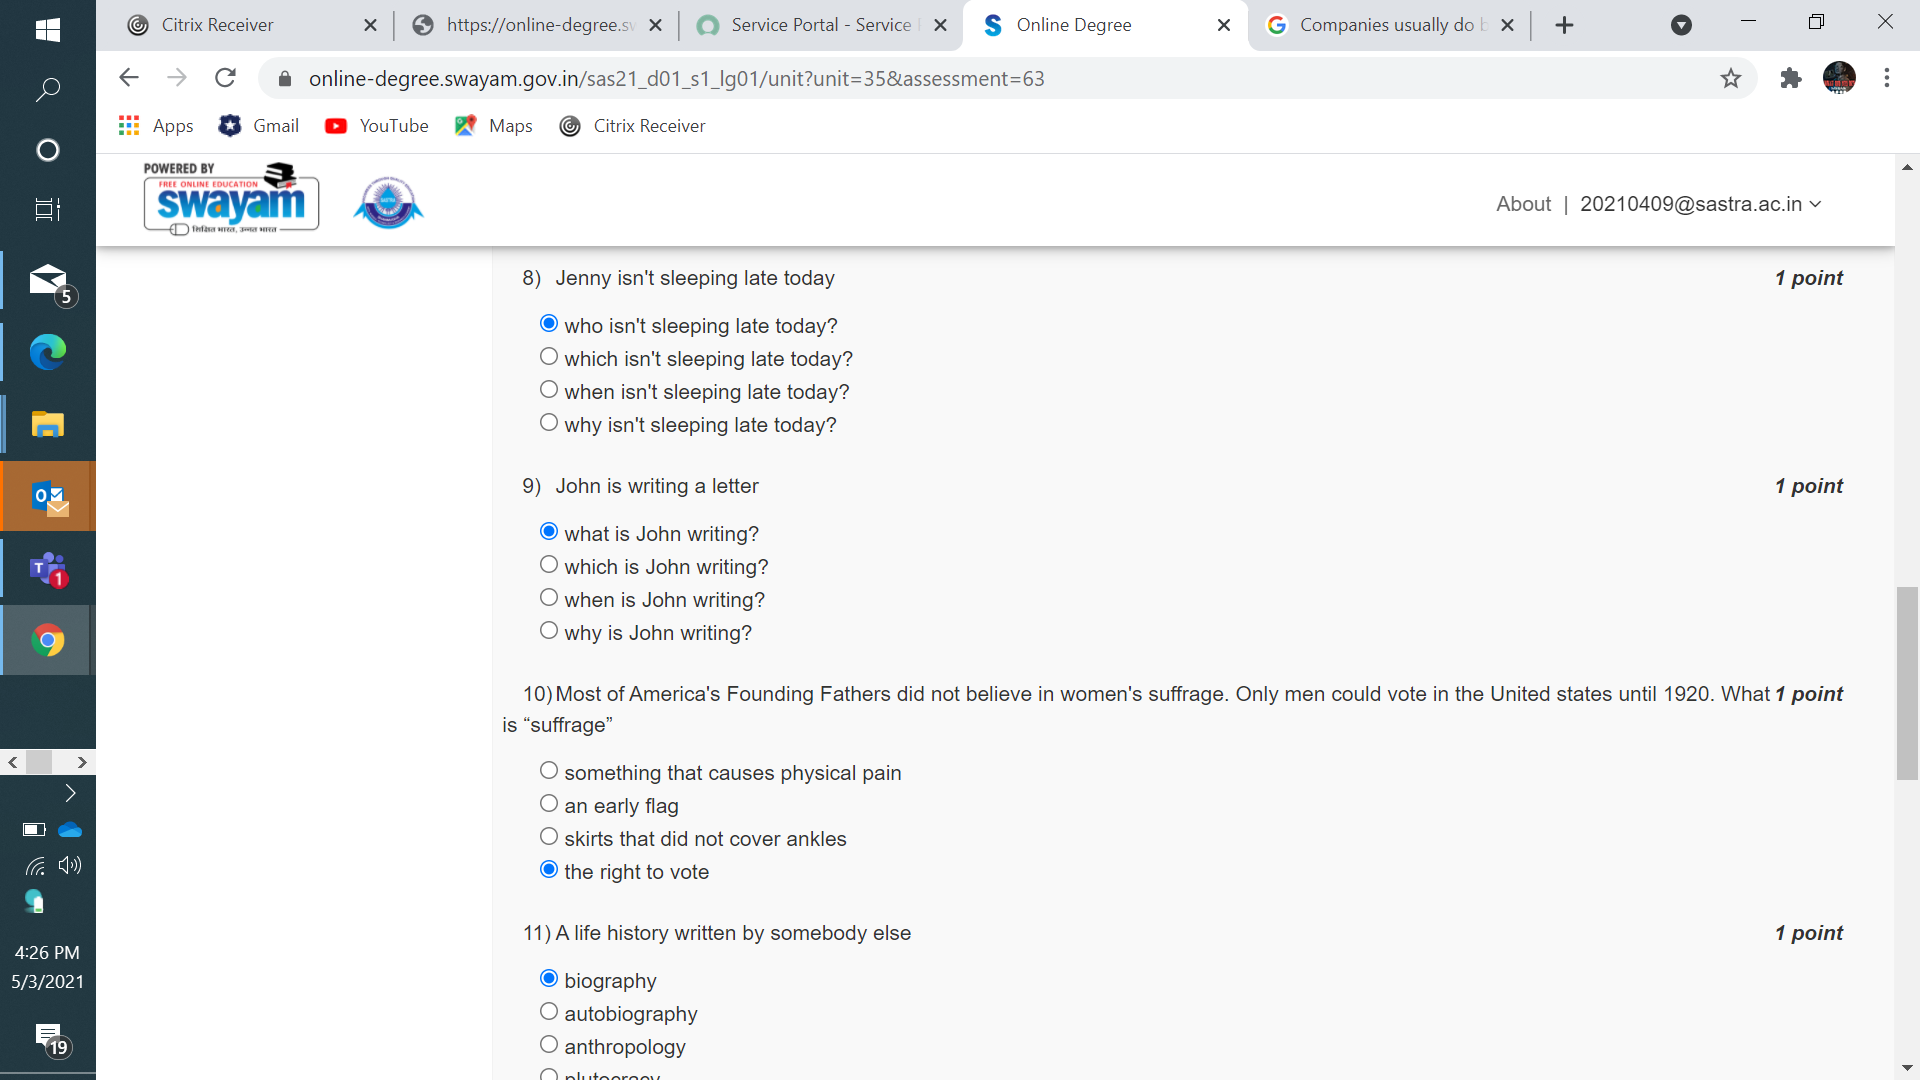 Citrix Receiver
https://online-degree.sw
Service Portal - Service
Online Degree
Companies usually do b
online-degree.swayam.gov.in/sas21_d01_s1_lg01/unit?unit=35&assessment=63
Apps
Gmail
YouTube
Maps
Citrix Receiver
POWERED BY
FREE ONLINE EDUCATION
swayam
शिक्षित भारत, उन्नत भारत
About | 20210409@sastra.ac.in
8) Jenny isn't sleeping late today 1 point
who isn't sleeping late today?
which isn't sleeping late today?
when isn't sleeping late today?
why isn't sleeping late today?
9) John is writing a letter 1 point
what is John writing?
which is John writing?
when is John writing?
why is John writing?
10) Most of America's Founding Fathers did not believe in women's suffrage. Only men could vote in the United states until 1920. What 1 point
is “suffrage”
something that causes physical pain
an early flag
skirts that did not cover ankles
the right to vote
11) A life history written by somebody else 1 point
biography
autobiography
anthropology
plutocracy
5
1
4:26 PM
5/3/2021
19